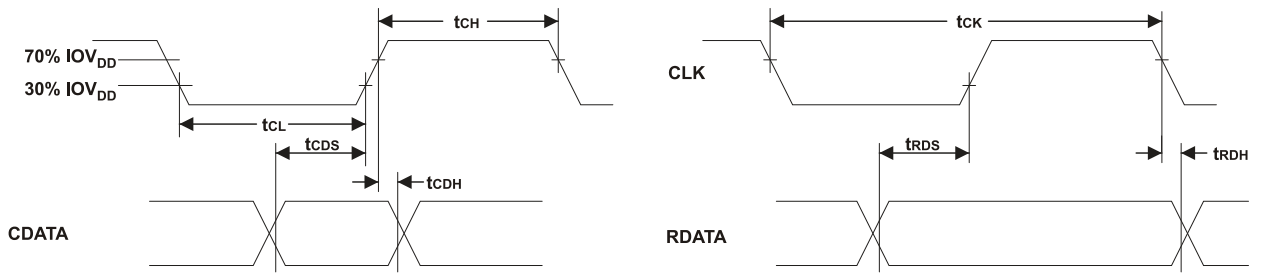 tCH
tCK
70% IOVDD
30% IOVDD
CLK
tCL
tCDS
tRDS
tRDH
tCDH
CDATA
RDATA